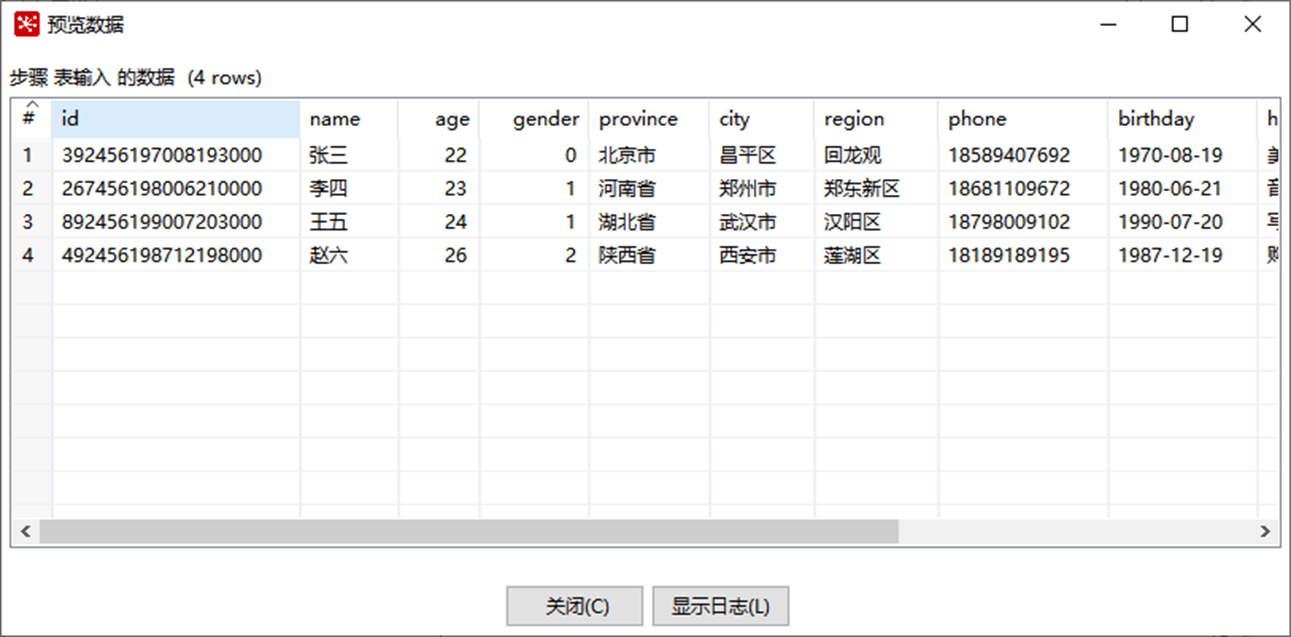 预览数据
步骤 表输入 的数据 (4 rows)
# id name age gender province city region phone birthday h
1 392456197008193000 张三 22 0 北京市 昌平区 回龙观 18589407692 1970-08-19
2 267456198006210000 李四 23 1 河南省 郑州市 郑东新区 18681109672 1980-06-21
3 892456199007203000 王五 24 1 湖北省 武汉市 汉阳区 18798009102 1990-07-20
4 492456198712198000 赵六 26 2 陕西省 西安市 莲湖区 18189189195 1987-12-19
关闭(C) 显示日志(L)